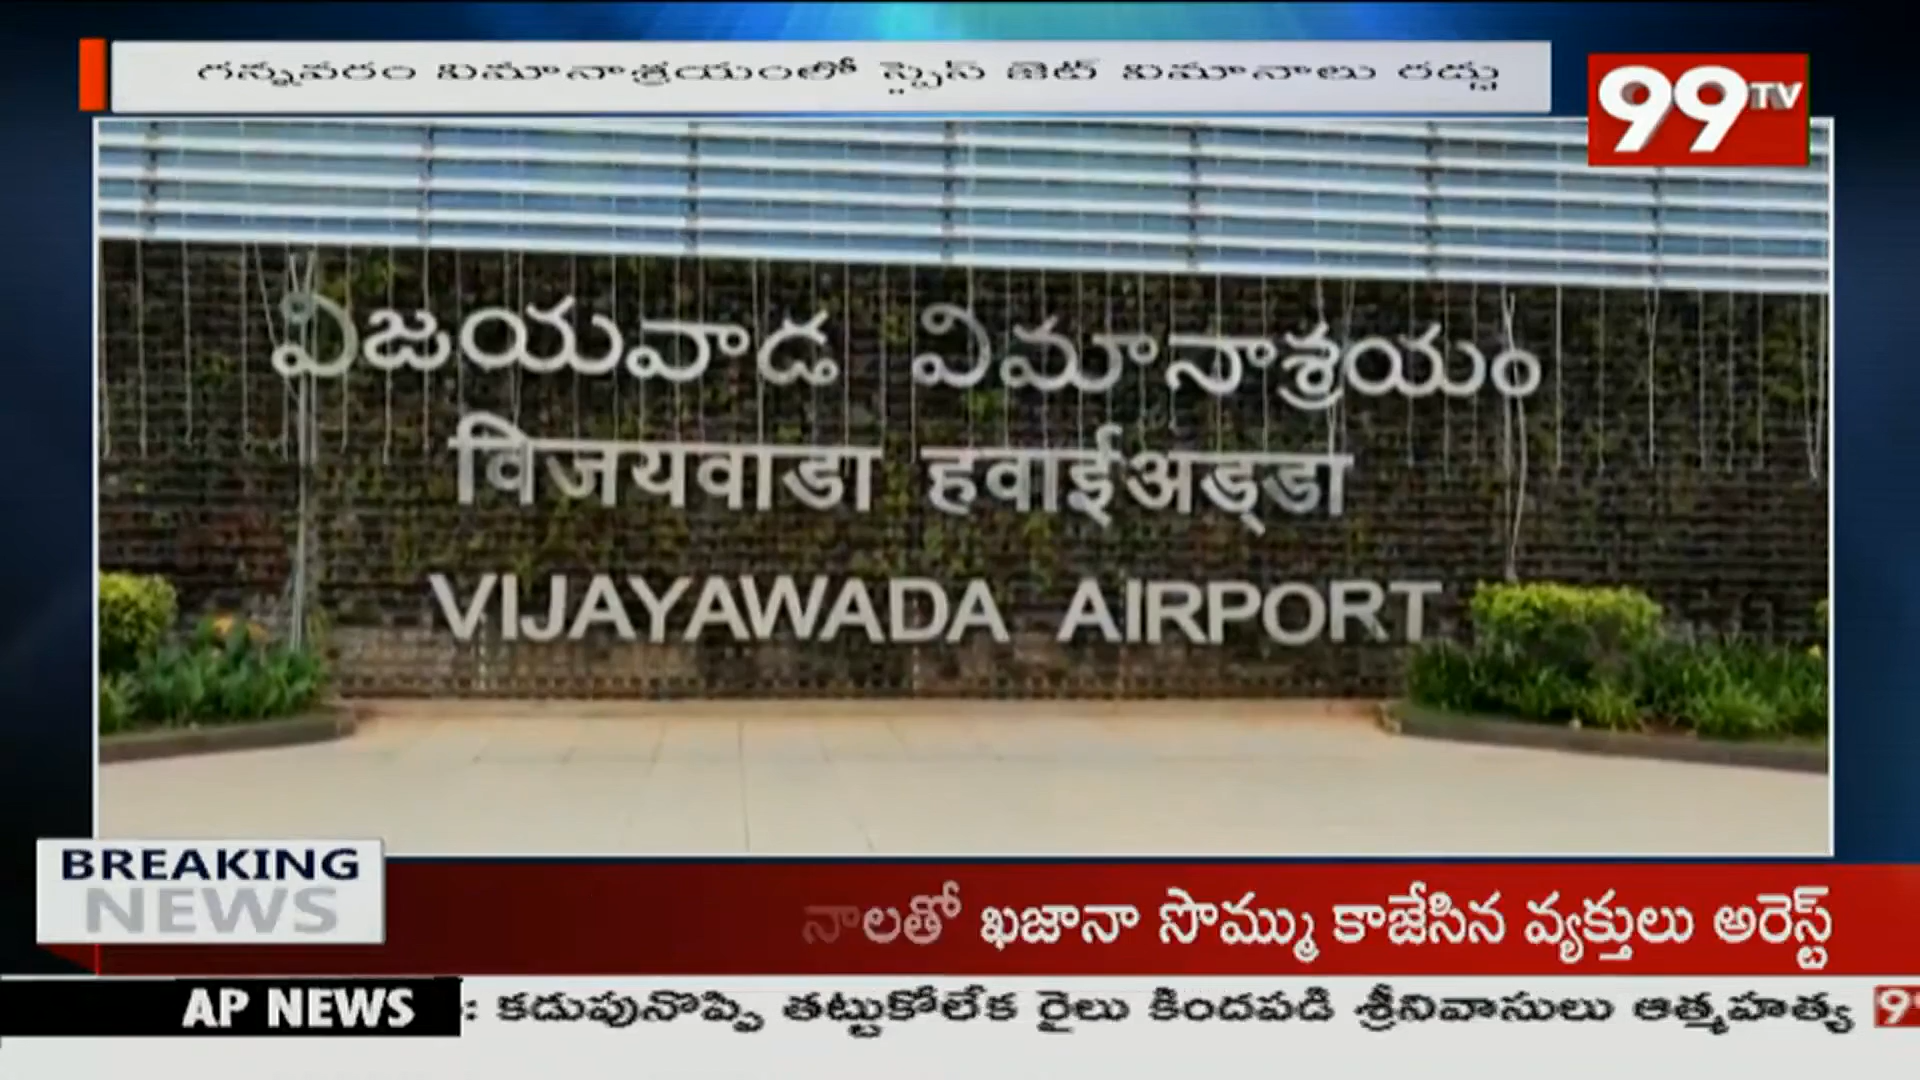 గన్నవరం విమానాశ్రయంలో స్పైస్ జెట్ విమానాలు రద్దు
99TV
విజయవాడ విమానాశ్రయం
विजयवाडा हवाईअड्डा
VIJAYAWADA AIRPORT
BREAKING
NEWS
నాలతో ఖజానా సొమ్ము కాజేసిన వ్యక్తులు అరెస్ట్
AP NEWS
: కడుపునొప్పి తట్టుకోలేక రైలు కిందపడి శ్రీనివాసులు ఆత్మహత్య